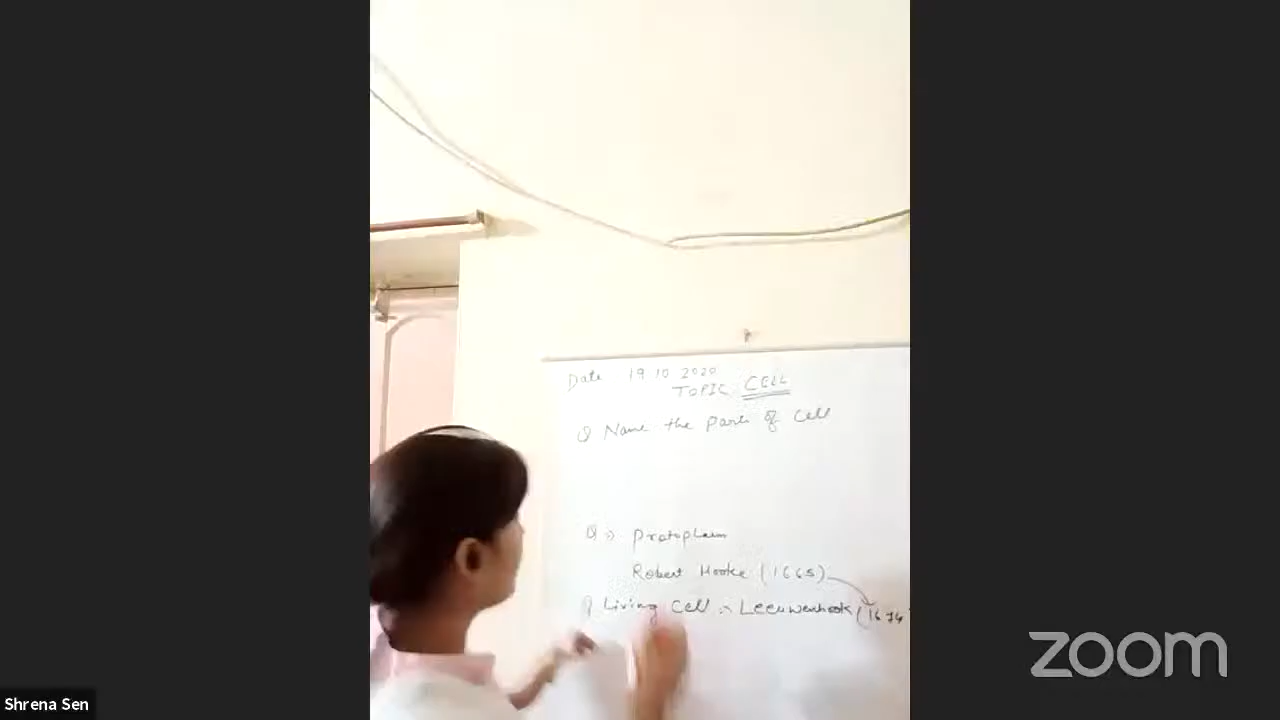 Date 19.10.2020
TOPIC CELL
Q Name the parts of cell
Q Protoplasm
Robert Hooke (1665)
Q Living Cell Leeuwenhook (1674
zoom
Shrena Sen